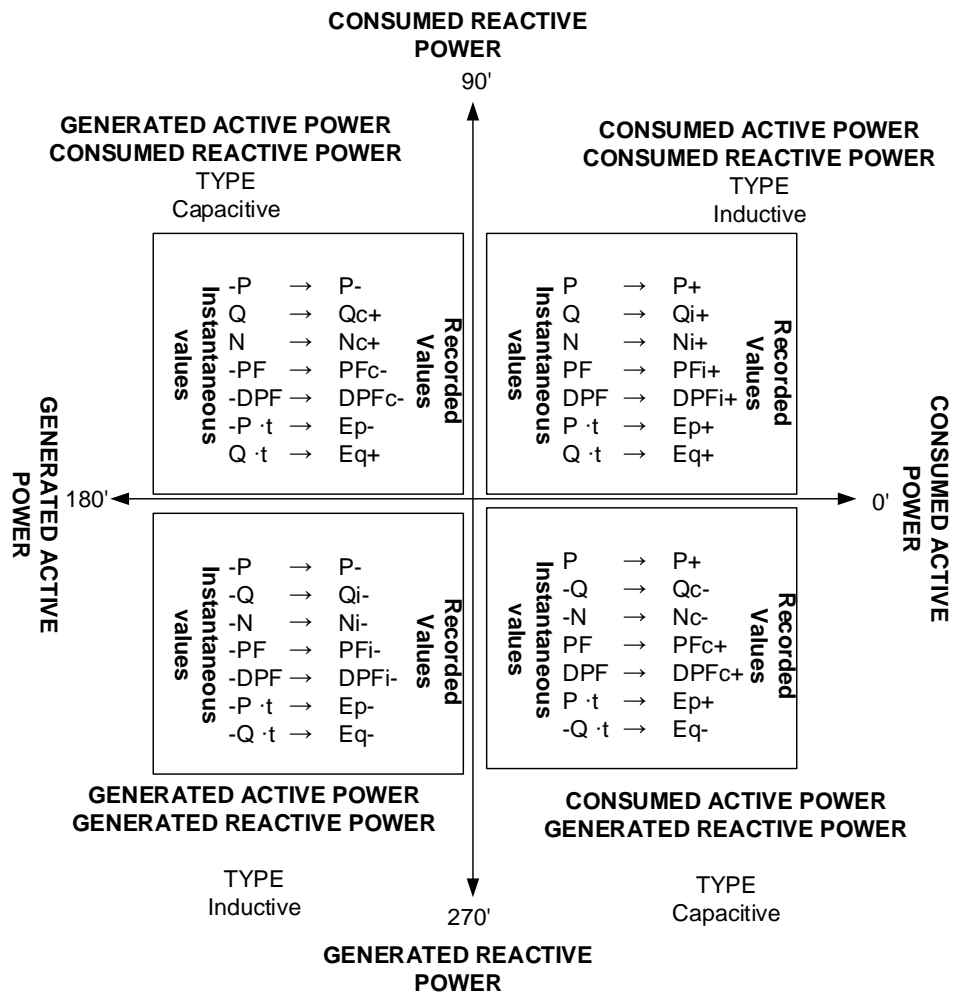 CONSUMED REACTIVE
POWER
90'
GENERATED ACTIVE POWER
CONSUMED REACTIVE POWER
TYPE
Capacitive
CONSUMED ACTIVE POWER
CONSUMED REACTIVE POWER
TYPE
Inductive
Instantaneous
values
-P → P-
Q → Qc+
N → Nc+
-PF → PFc-
-DPF → DPFc-
-P ·t → Ep-
Q ·t → Eq+
Recorded
Values
Instantaneous
values
P → P+
Q → Qi+
N → Ni+
PF → PFi+
DPF → DPFi+
P ·t → Ep+
Q ·t → Eq+
Recorded
Values
GENERATED ACTIVE
POWER
180'
0'
CONSUMED ACTIVE
POWER
Instantaneous
values
-P → P-
-Q → Qi-
-N → Ni-
-PF → PFi-
-DPF → DPFi-
-P ·t → Ep-
-Q ·t → Eq-
Recorded
Values
Instantaneous
values
P → P+
-Q → Qc-
-N → Nc-
PF → PFc+
DPF → DPFc+
P ·t → Ep+
-Q ·t → Eq-
Recorded
Values
GENERATED ACTIVE POWER
GENERATED REACTIVE POWER
TYPE
Inductive
CONSUMED ACTIVE POWER
GENERATED REACTIVE POWER
TYPE
Capacitive
270'
GENERATED REACTIVE
POWER